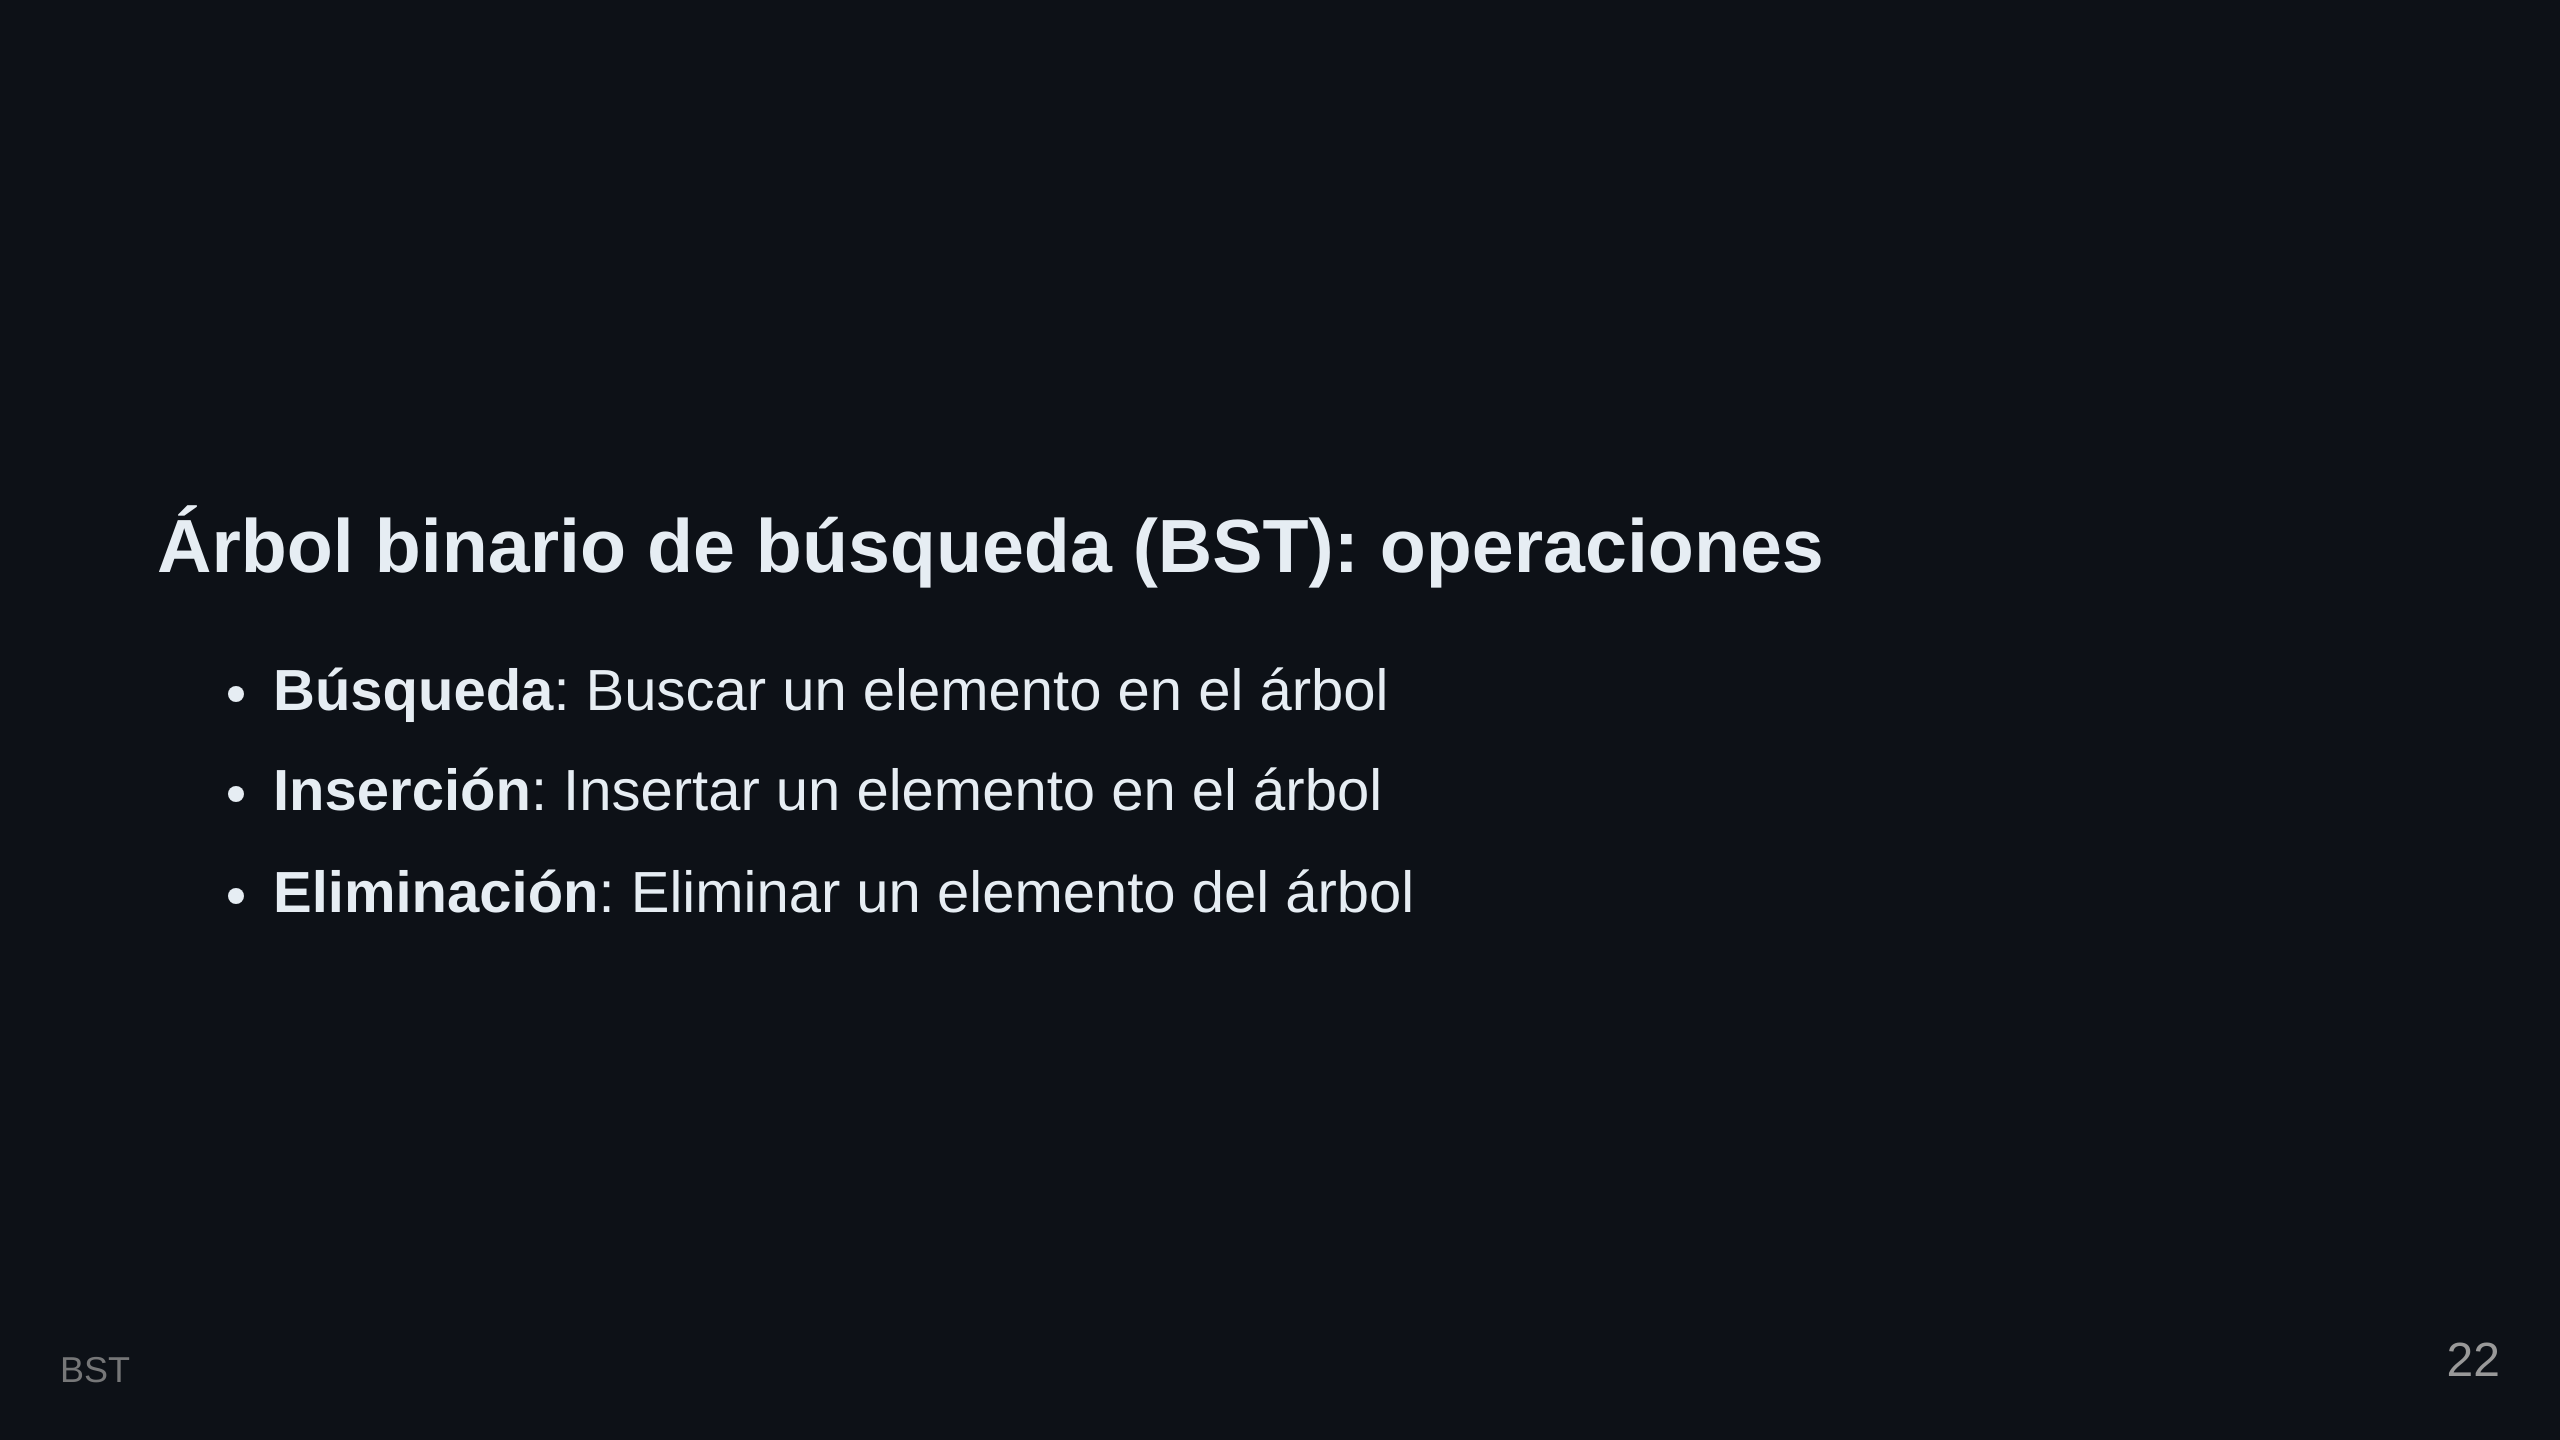 Árbol binario de búsqueda (BST): operaciones
• Búsqueda: Buscar un elemento en el árbol
• Inserción: Insertar un elemento en el árbol
• Eliminación: Eliminar un elemento del árbol
BST
22